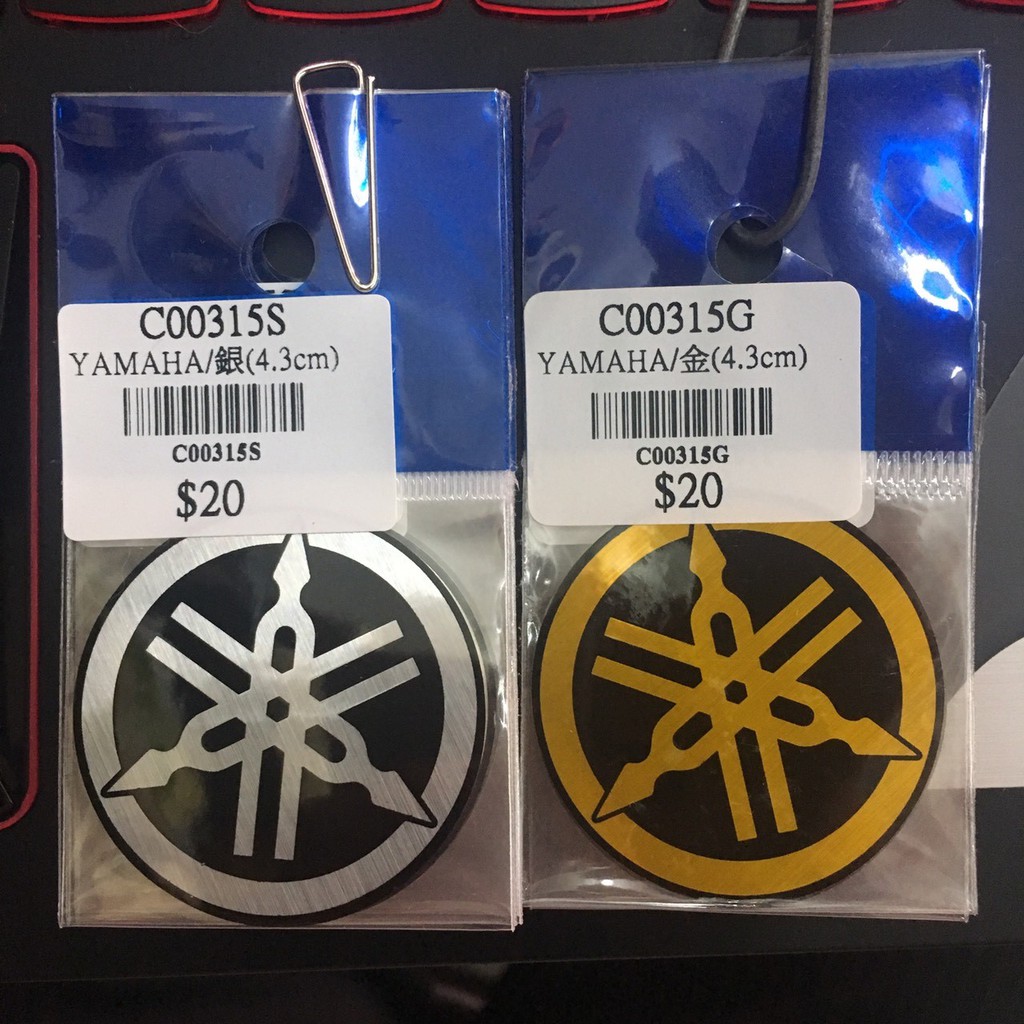 C00315S
YAMAHA/銀(4.3cm)
C00315S
$20
C00315G
YAMAHA/金(4.3cm)
C00315G
$20